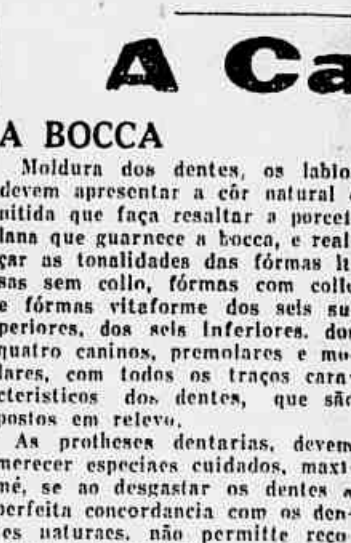 A Ca
A BOCCA
Moldura dos dentes, os labio
devem apresentar a côr natural e
nitida que faça resaltar a porcel
lana que guarnece a bocca, e real
çar as tonalidades das fórmas li
sas sem collo, fórmas com collo
e fórmas vitaforme dos seis su
periores, dos seis inferiores. dos
quatro caninos, premolares e mo
lares, com todos os traços cara
cteristicos dos dentes, que são
postos em relevo.
As protheses dentarias, devem
merecer especiaes cuidados, maxi
mé, se ao desgastar os dentes a
perfeita concordancia com os den
es naturaes, não permitte reco